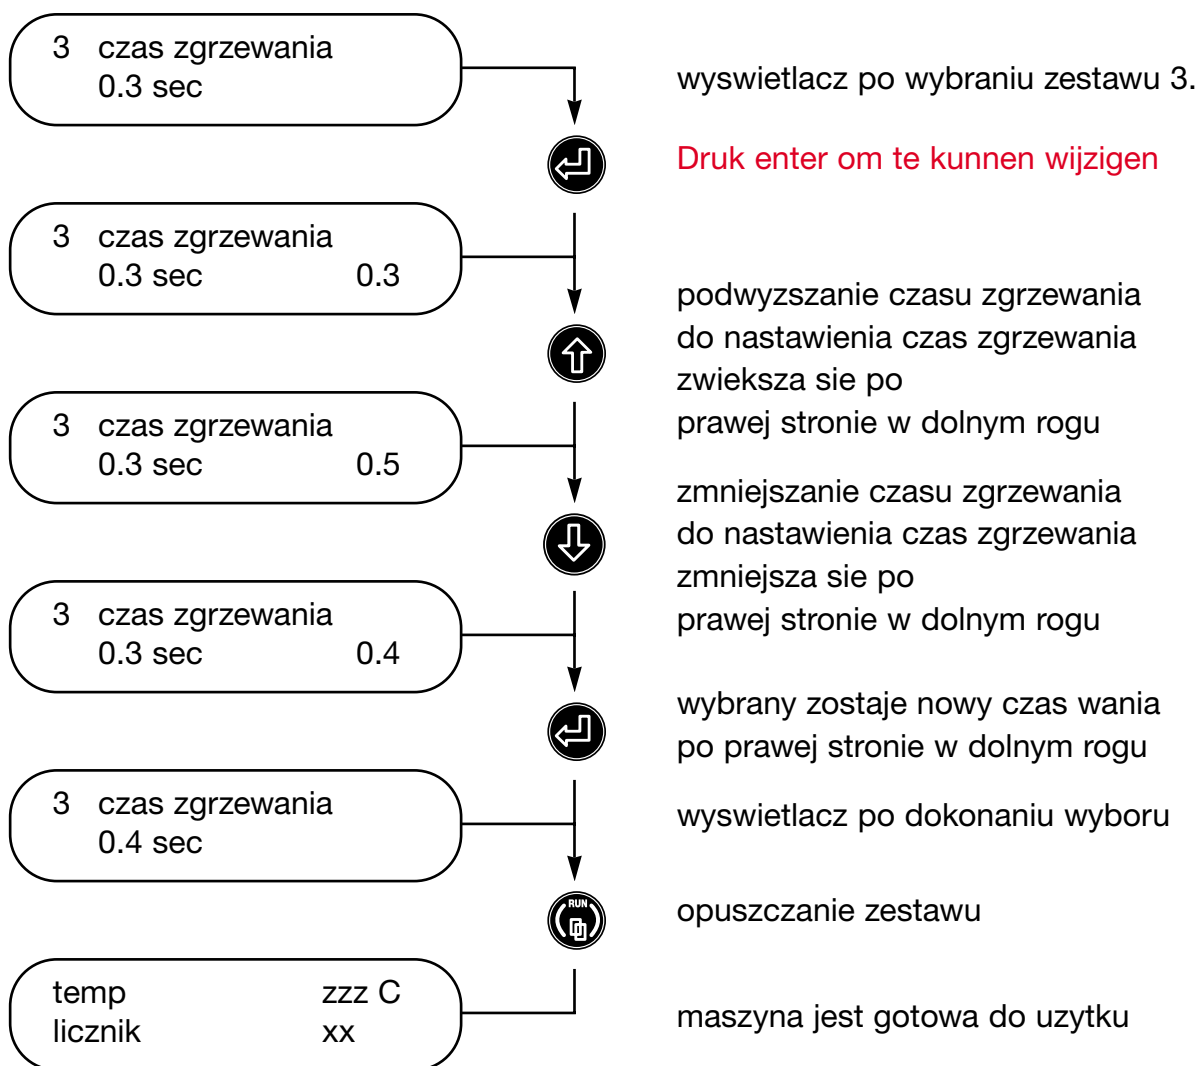 3 czas zgrzewania
0.3 sec
wyswietlacz po wybraniu zestawu 3.
Druk enter om te kunnen wijzigen
3 czas zgrzewania
0.3 sec 0.3
podwyzszanie czasu zgrzewania
do nastawienia czas zgrzewania
zwieksza sie po
prawej stronie w dolnym rogu
3 czas zgrzewania
0.3 sec 0.5
zmniejszanie czasu zgrzewania
do nastawienia czas zgrzewania
zmniejsza sie po
prawej stronie w dolnym rogu
3 czas zgrzewania
0.3 sec 0.4
wybrany zostaje nowy czas wania
po prawej stronie w dolnym rogu
3 czas zgrzewania
0.4 sec
wyswietlacz po dokonaniu wyboru
RUN
opuszczanie zestawu
temp zzz C
licznik xx
maszyna jest gotowa do uzytku